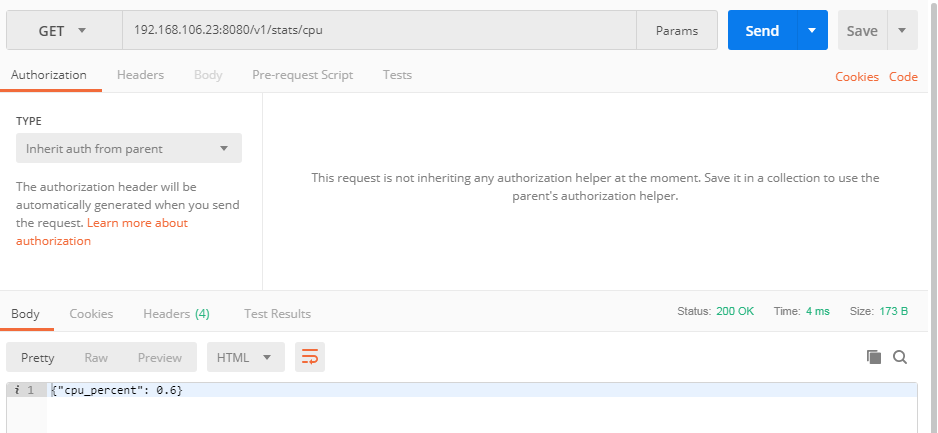 GET 192.168.106.23:8080/v1/stats/cpu Params Send Save
Authorization Headers Body Pre-request Script Tests Cookies Code
TYPE
Inherit auth from parent
The authorization header will be
automatically generated when you send
the request. Learn more about
authorization
This request is not inheriting any authorization helper at the moment. Save it in a collection to use the
parent's authorization helper.
Body Cookies Headers (4) Test Results Status: 200 OK Time: 4 ms Size: 173 B
Pretty Raw Preview HTML
i 1 {"cpu_percent": 0.6}